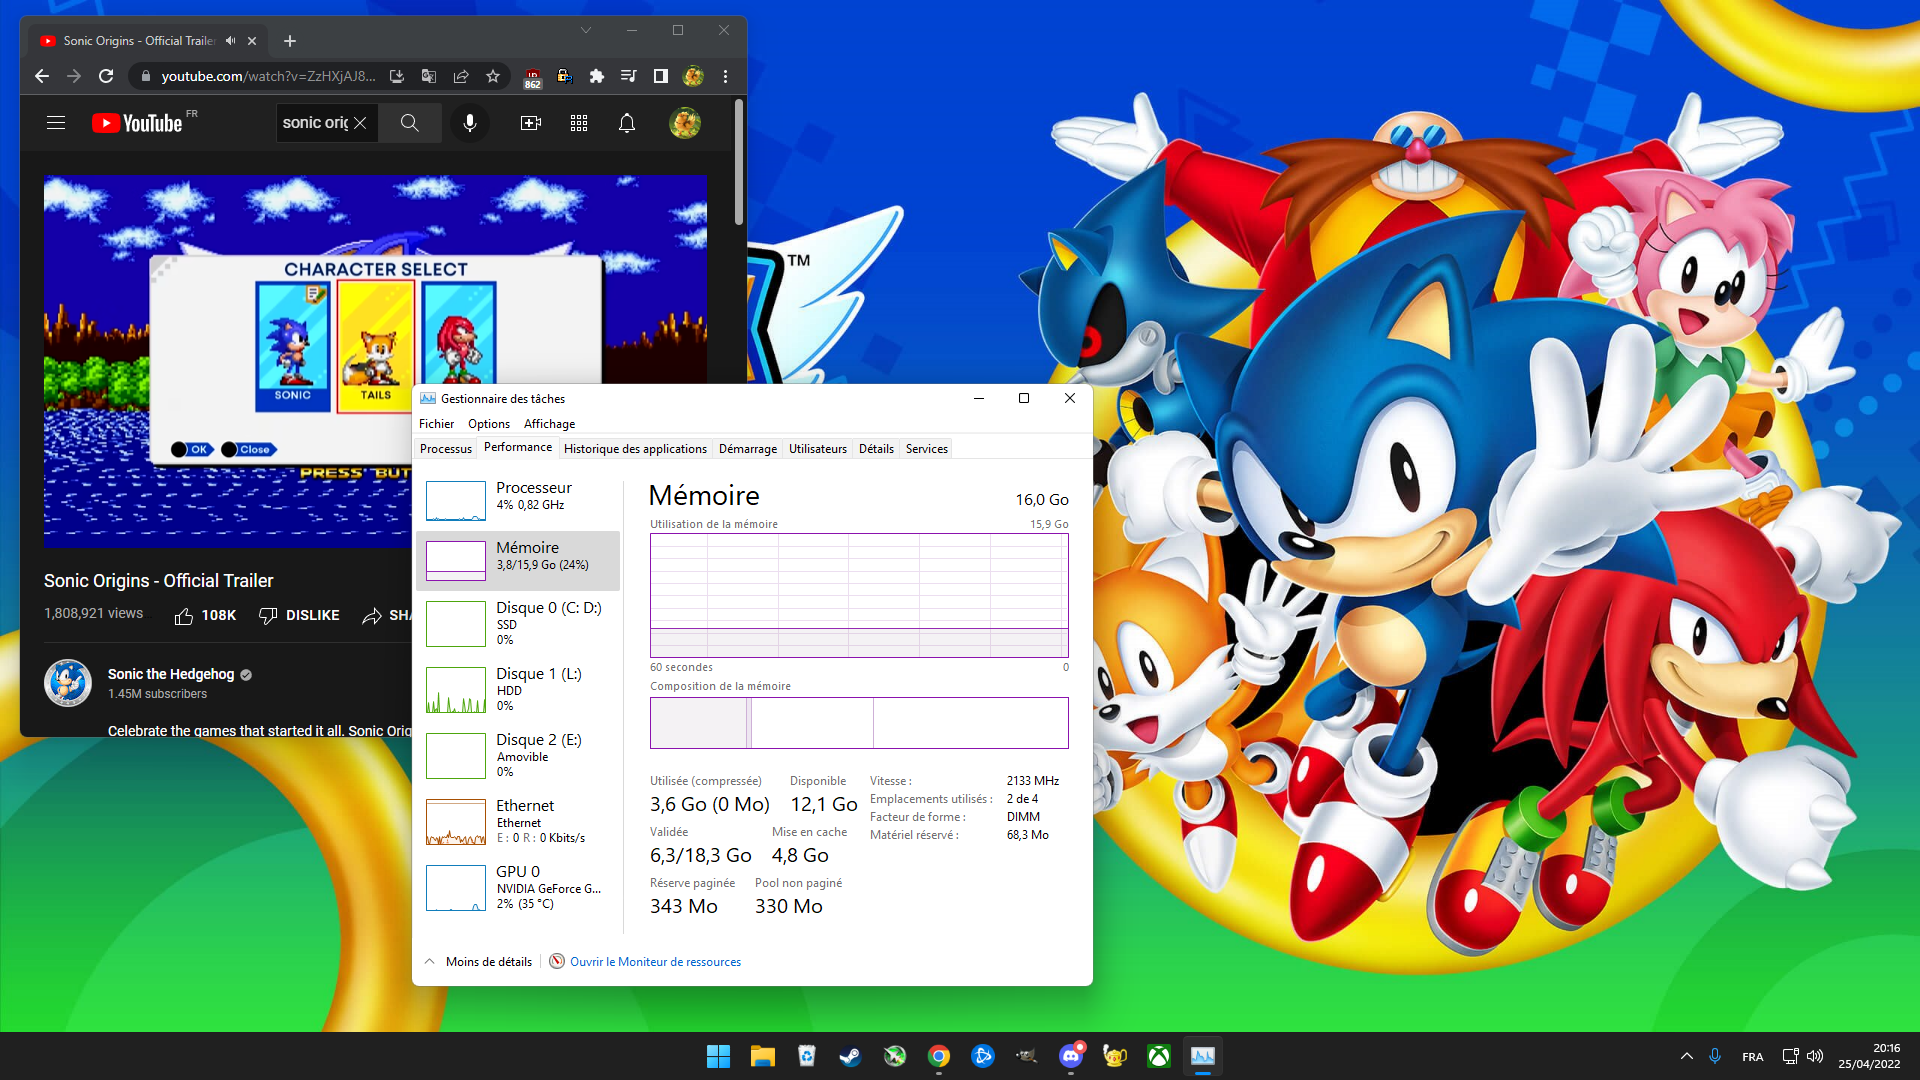 Sonic Origins - Official Trailer
youtube.com/watch?v=ZzHXjAJ8...
862
YouTube FR
sonic orig
CHARACTER SELECT
SONIC
TAILS
OK
Close
PRESS BUT
Sonic Origins - Official Trailer
1,808,921 views
108K
DISLIKE
SHA
Sonic the Hedgehog
1.45M subscribers
Celebrate the games that started it all. Sonic Orig
TM
Gestionnaire des tâches
Fichier Options Affichage
Processus Performance Historique des applications Démarrage Utilisateurs Détails Services
Processeur
4% 0,82 GHz
Mémoire
3,8/15,9 Go (24%)
Disque 0 (C: D:)
SSD
0%
Disque 1 (L:)
HDD
0%
Disque 2 (E:)
Amovible
0%
Ethernet
Ethernet
E : 0 R : 0 Kbits/s
GPU 0
NVIDIA GeForce G...
2% (35 °C)
Mémoire
16,0 Go
Utilisation de la mémoire
15,9 Go
60 secondes
0
Composition de la mémoire
Utilisée (compressée)
3,6 Go (0 Mo)
Disponible
12,1 Go
Validée
6,3/18,3 Go
Mise en cache
4,8 Go
Réserve paginée
343 Mo
Pool non paginé
330 Mo
Vitesse : 2133 MHz
Emplacements utilisés : 2 de 4
Facteur de forme : DIMM
Matériel réservé : 68,3 Mo
Moins de détails
Ouvrir le Moniteur de ressources
FRA
20:16
25/04/2022